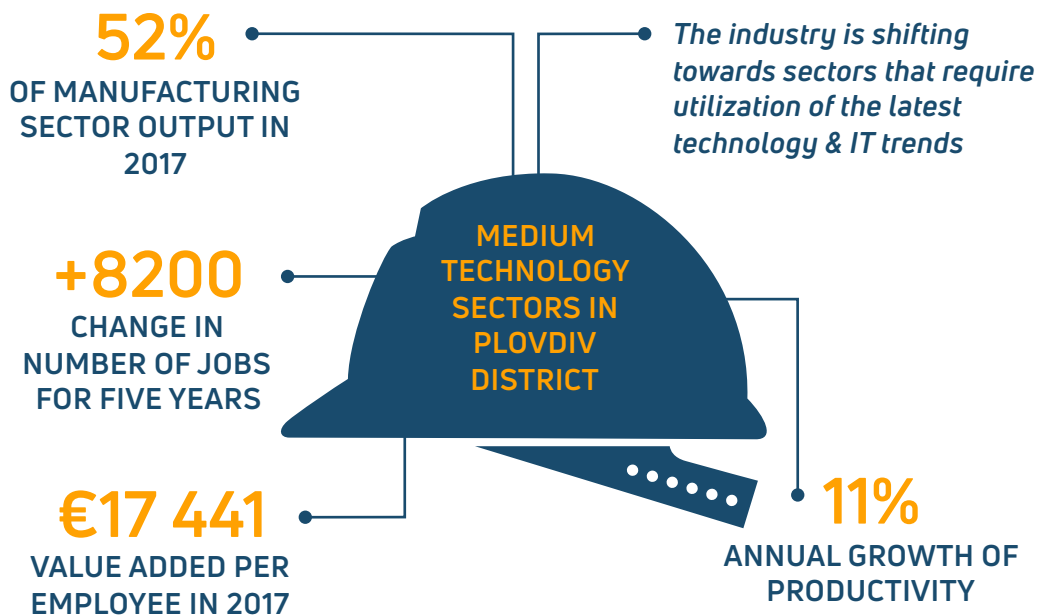 52%
OF MANUFACTURING
SECTOR OUTPUT IN
2017
The industry is shifting
towards sectors that require
utilization of the latest
technology & IT trends
MEDIUM
TECHNOLOGY
SECTORS IN
PLOVDIV
DISTRICT
+8200
CHANGE IN
NUMBER OF JOBS
FOR FIVE YEARS
€17 441
VALUE ADDED PER
EMPLOYEE IN 2017
11%
ANNUAL GROWTH OF
PRODUCTIVITY